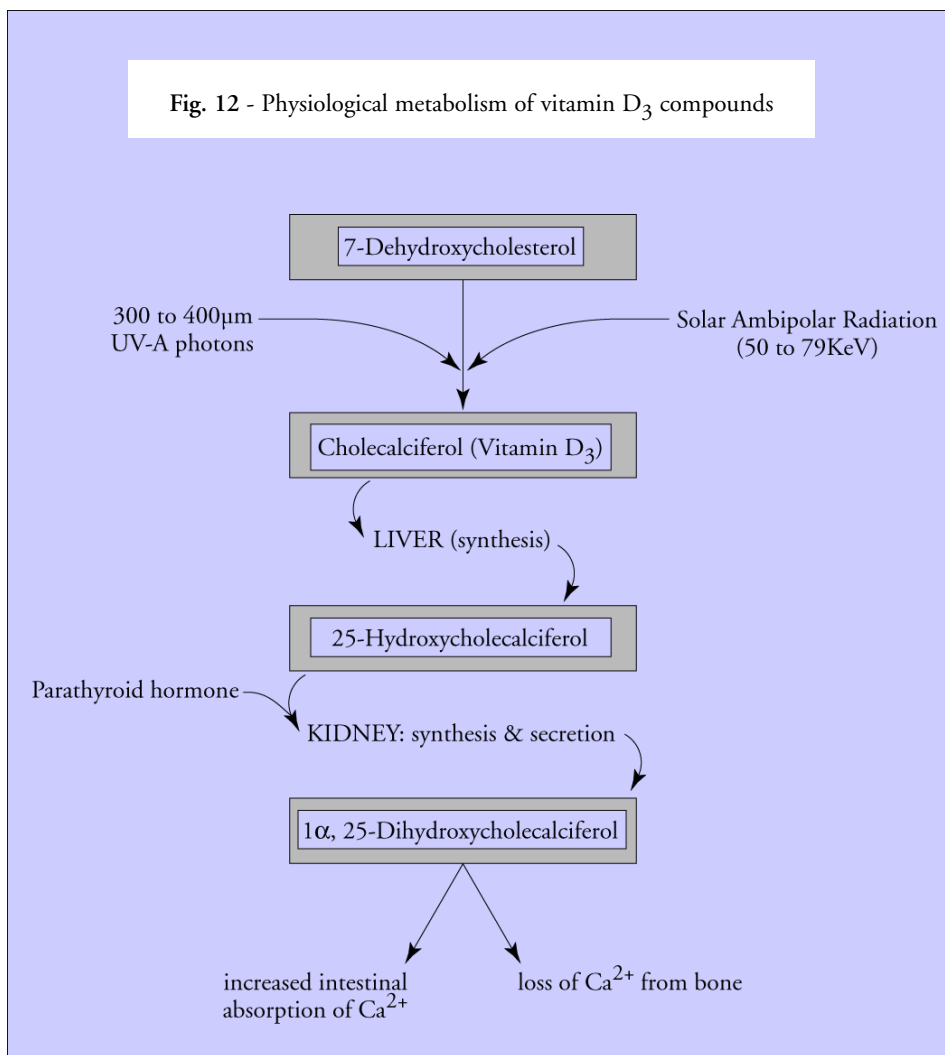 Fig. 12 - Physiological metabolism of vitamin D3 compounds
7-Dehydroxycholesterol
300 to 400µm
UV-A photons
Solar Ambipolar Radiation
(50 to 79KeV)
Cholecalciferol (Vitamin D3)
LIVER (synthesis)
25-Hydroxycholecalciferol
Parathyroid hormone
KIDNEY: synthesis & secretion
1α, 25-Dihydroxycholecalciferol
increased intestinal
absorption of Ca2+
loss of Ca2+ from bone